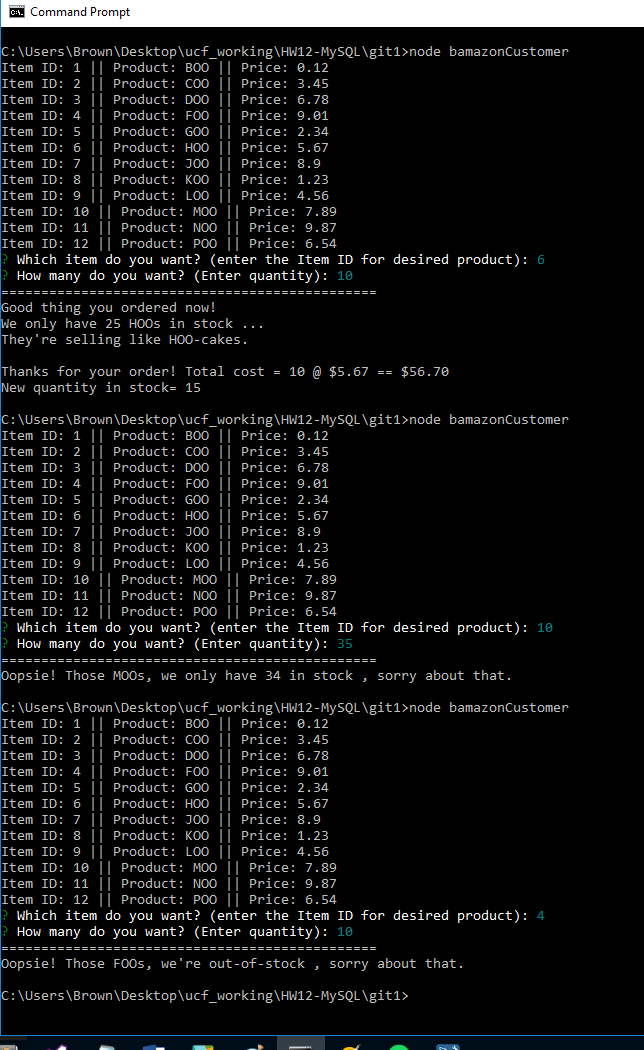 Command Prompt
C:\Users\Brown\Desktop\ucf_working\HW12-MySQL\git1>node bamazonCustomer
Item ID: 1 || Product: BOO || Price: 0.12
Item ID: 2 || Product: COO || Price: 3.45
Item ID: 3 || Product: DOO || Price: 6.78
Item ID: 4 || Product: FOO || Price: 9.01
Item ID: 5 || Product: GOO || Price: 2.34
Item ID: 6 || Product: HOO || Price: 5.67
Item ID: 7 || Product: JOO || Price: 8.9
Item ID: 8 || Product: KOO || Price: 1.23
Item ID: 9 || Product: LOO || Price: 4.56
Item ID: 10 || Product: MOO || Price: 7.89
Item ID: 11 || Product: NOO || Price: 9.87
Item ID: 12 || Product: POO || Price: 6.54
? Which item do you want? (enter the Item ID for desired product): 6
? How many do you want? (Enter quantity): 10
===============================================
Good thing you ordered now!
We only have 25 HOOs in stock ...
They're selling like HOO-cakes.
Thanks for your order! Total cost = 10 @ $5.67 == $56.70
New quantity in stock= 15
C:\Users\Brown\Desktop\ucf_working\HW12-MySQL\git1>node bamazonCustomer
Item ID: 1 || Product: BOO || Price: 0.12
Item ID: 2 || Product: COO || Price: 3.45
Item ID: 3 || Product: DOO || Price: 6.78
Item ID: 4 || Product: FOO || Price: 9.01
Item ID: 5 || Product: GOO || Price: 2.34
Item ID: 6 || Product: HOO || Price: 5.67
Item ID: 7 || Product: JOO || Price: 8.9
Item ID: 8 || Product: KOO || Price: 1.23
Item ID: 9 || Product: LOO || Price: 4.56
Item ID: 10 || Product: MOO || Price: 7.89
Item ID: 11 || Product: NOO || Price: 9.87
Item ID: 12 || Product: POO || Price: 6.54
? Which item do you want? (enter the Item ID for desired product): 10
? How many do you want? (Enter quantity): 35
===============================================
Oopsie! Those MOOs, we only have 34 in stock , sorry about that.
C:\Users\Brown\Desktop\ucf_working\HW12-MySQL\git1>node bamazonCustomer
Item ID: 1 || Product: BOO || Price: 0.12
Item ID: 2 || Product: COO || Price: 3.45
Item ID: 3 || Product: DOO || Price: 6.78
Item ID: 4 || Product: FOO || Price: 9.01
Item ID: 5 || Product: GOO || Price: 2.34
Item ID: 6 || Product: HOO || Price: 5.67
Item ID: 7 || Product: JOO || Price: 8.9
Item ID: 8 || Product: KOO || Price: 1.23
Item ID: 9 || Product: LOO || Price: 4.56
Item ID: 10 || Product: MOO || Price: 7.89
Item ID: 11 || Product: NOO || Price: 9.87
Item ID: 12 || Product: POO || Price: 6.54
? Which item do you want? (enter the Item ID for desired product): 4
? How many do you want? (Enter quantity): 10
===============================================
Oopsie! Those FOOs, we're out-of-stock , sorry about that.
C:\Users\Brown\Desktop\ucf_working\HW12-MySQL\git1>